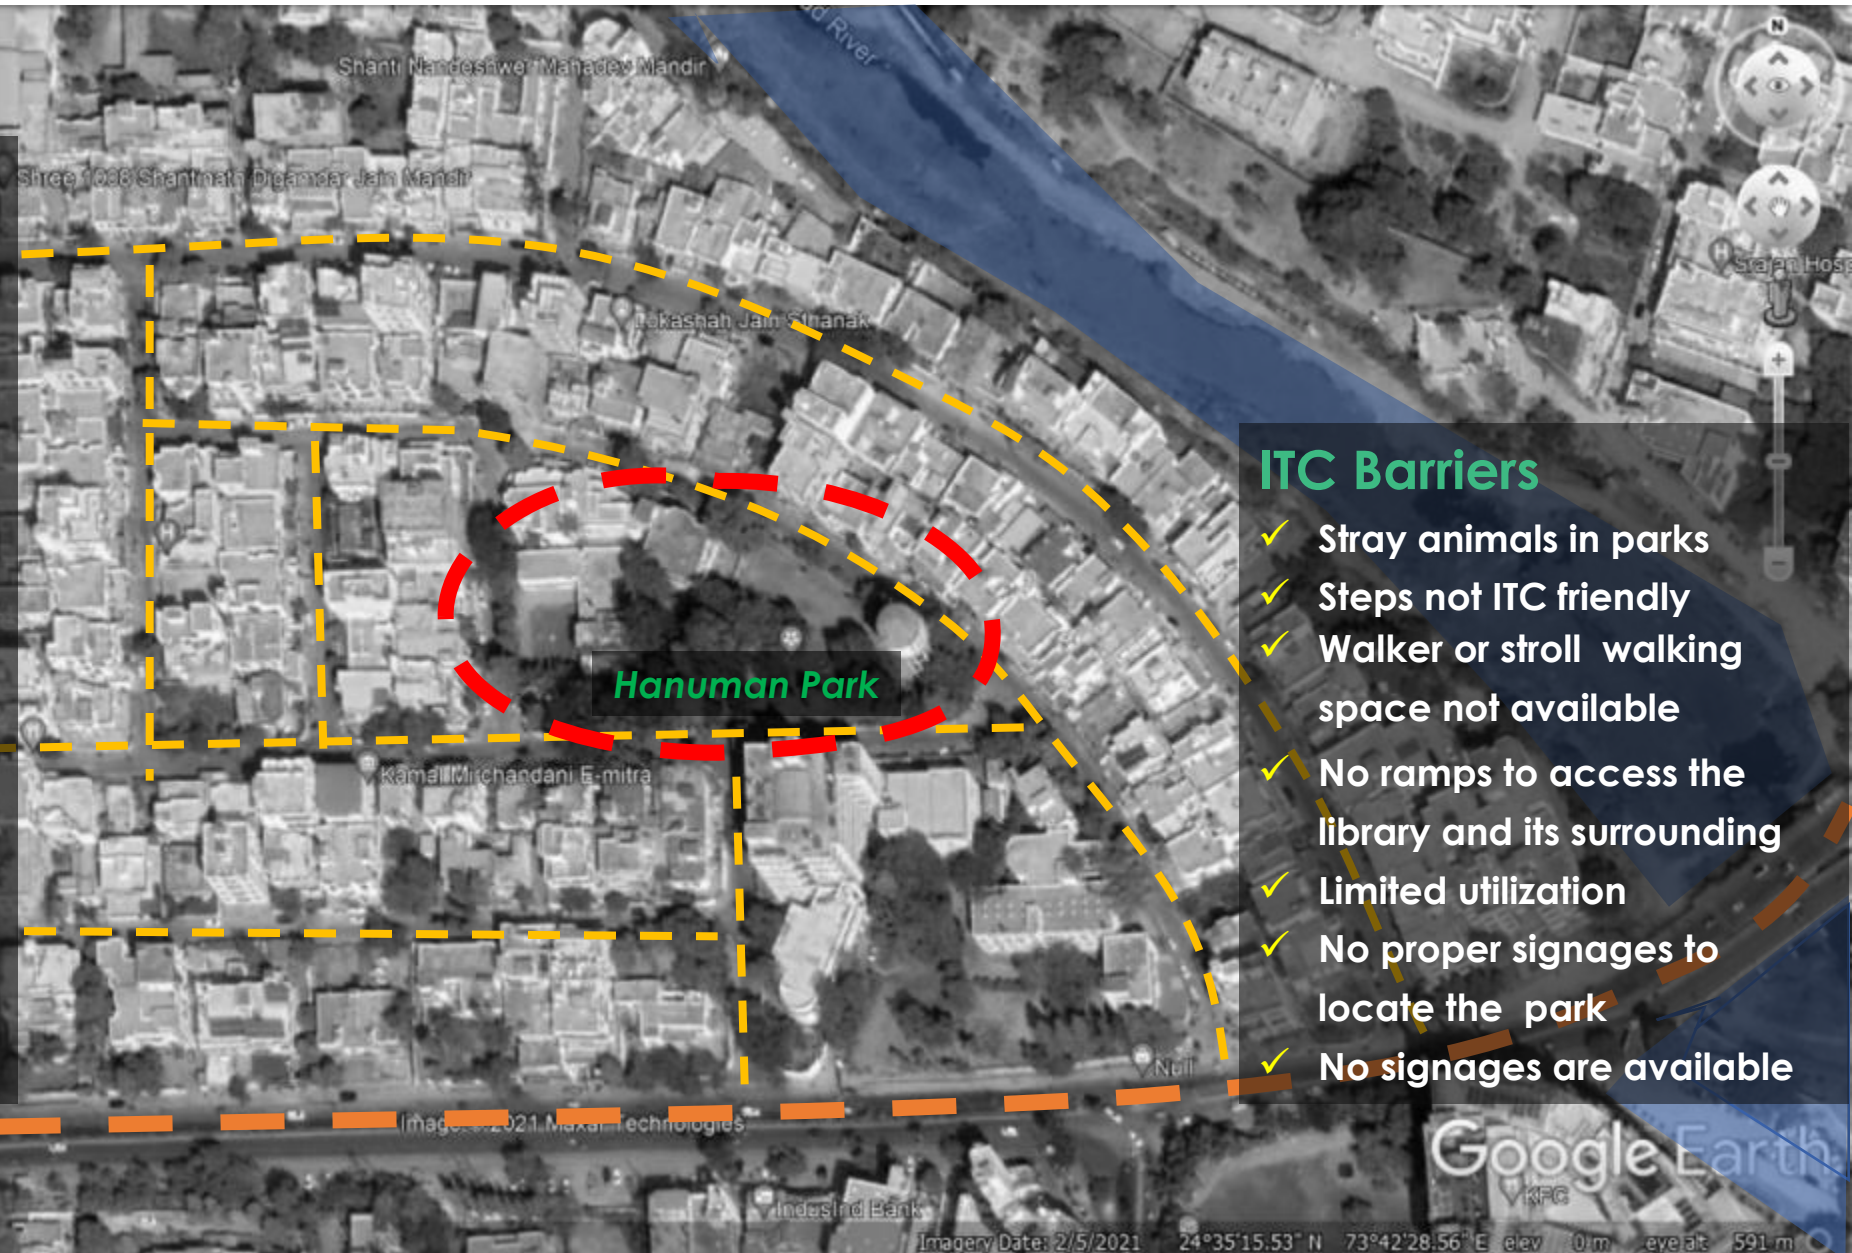 ad River
N
Shanti Nandeshwer Mahadev Mandir
Shree 1008 Shantinath Digamdar Jain Mandir
Srajan Hosp
Lokashah Jain Sthanak
ITC Barriers
Stray animals in parks
Steps not ITC friendly
Walker or stroll walking
space not available
No ramps to access the
library and its surrounding
Limited utilization
No proper signages to
locate the park
No signages are available
Hanuman Park
Kamal Mirchandani E-mitra
Null
Image © 2021 Maxar Technologies
Google Earth
KFC
IndusInd Bank
Imagery Date: 2/5/2021 24°35'15.53" N 73°42'28.56" E elev 0 m eye alt 591 m